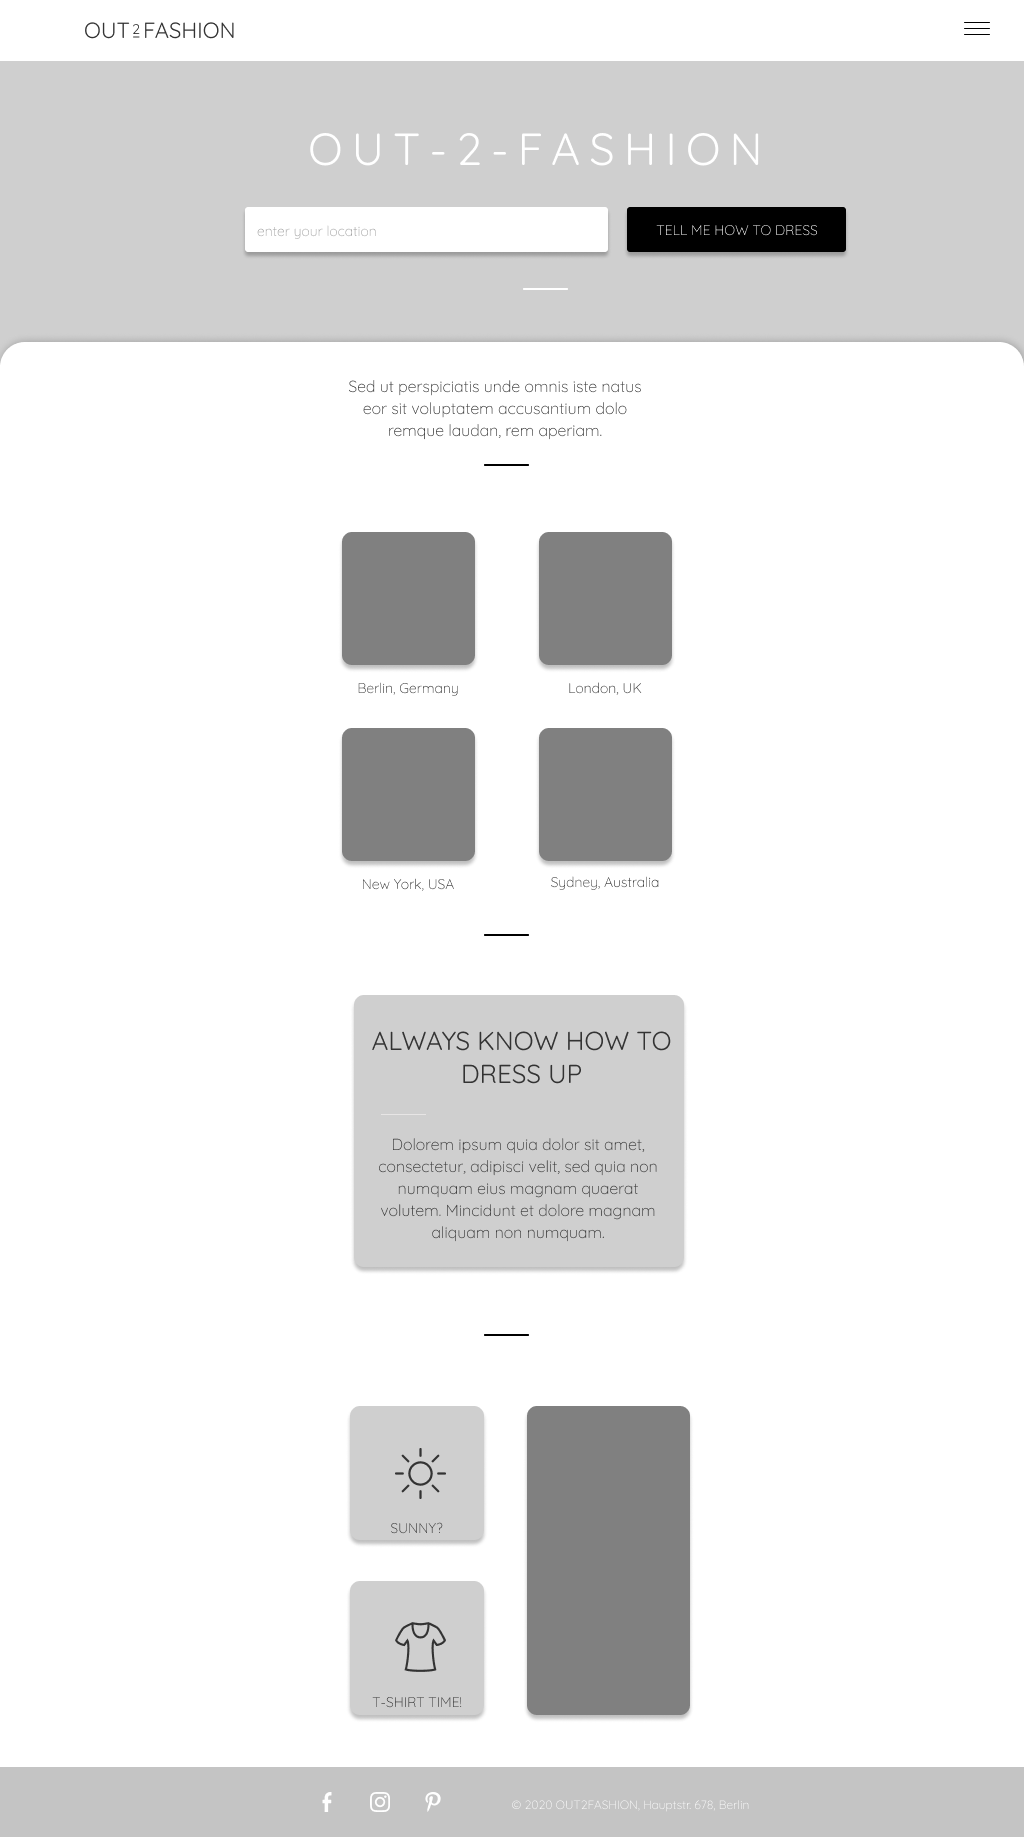 OUT2FASHION
OUT-2-FASHION
enter your location
TELL ME HOW TO DRESS
Sed ut perspiciatis unde omnis iste natus
eor sit voluptatem accusantium dolo
remque laudan, rem aperiam.
Berlin, Germany
London, UK
New York, USA
Sydney, Australia
ALWAYS KNOW HOW TO
DRESS UP
Dolorem ipsum quia dolor sit amet,
consectetur, adipisci velit, sed quia non
numquam eius magnam quaerat
volutem. Mincidunt et dolore magnam
aliquam non numquam.
SUNNY?
T-SHIRT TIME!
© 2020 OUT2FASHION, Hauptstr. 678, Berlin